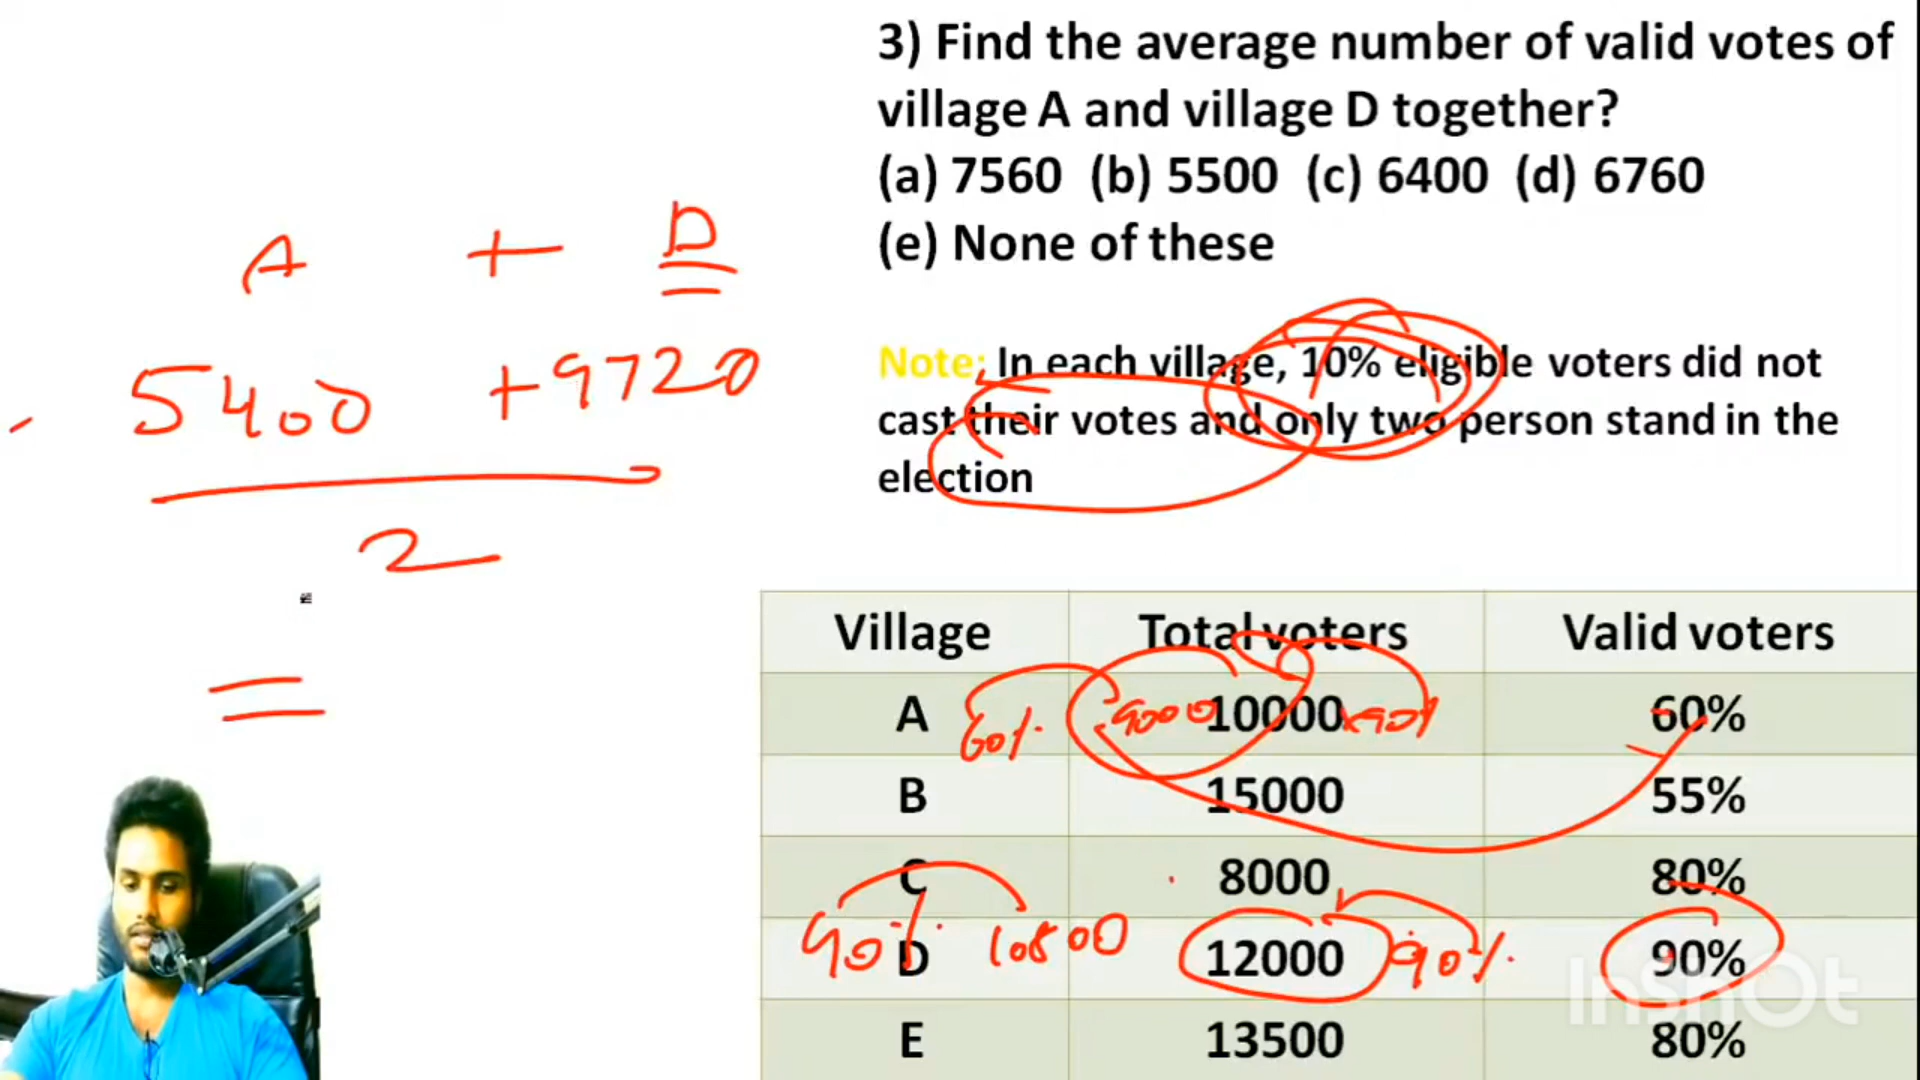 3) Find the average number of valid votes of
village A and village D together?
(a) 7560 (b) 5500 (c) 6400 (d) 6760
(e) None of these
Note: In each village, 10% eligible voters did not
cast their votes and only two person stand in the
election
A + D
5400 + 9720
2
=
Village Total voters Valid voters
A 60% 9000 10000 x90% 60%
B 15000 55%
C 8000 80%
90% D 10800 12000 90% 90%
E 13500 80%
InShOt